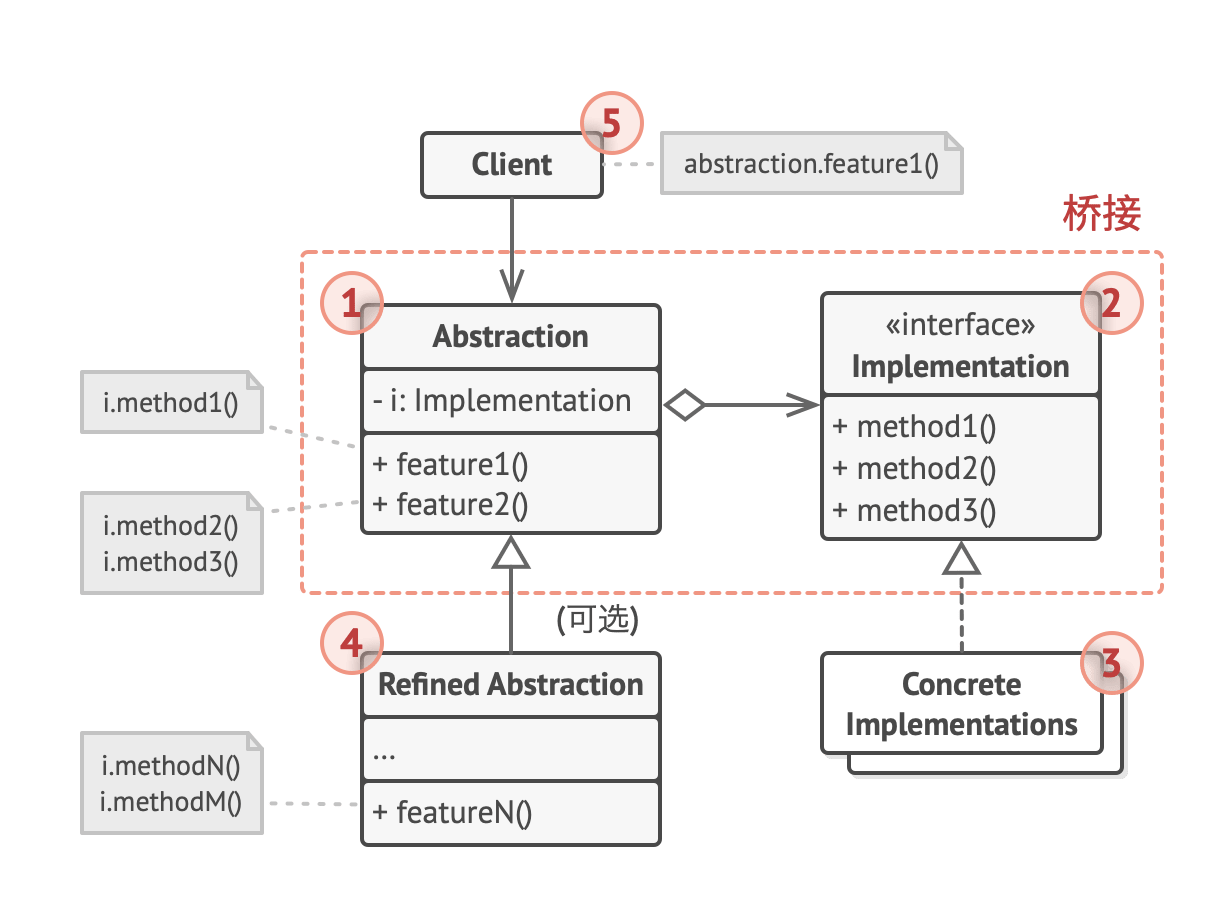 5
Client
abstraction.feature1()
桥接
1
Abstraction
- i: Implementation
+ feature1()
+ feature2()
2
«interface»
Implementation
+ method1()
+ method2()
+ method3()
i.method1()
i.method2()
i.method3()
(可选)
4
Refined Abstraction
...
+ featureN()
3
Concrete
Implementations
i.methodN()
i.methodM()